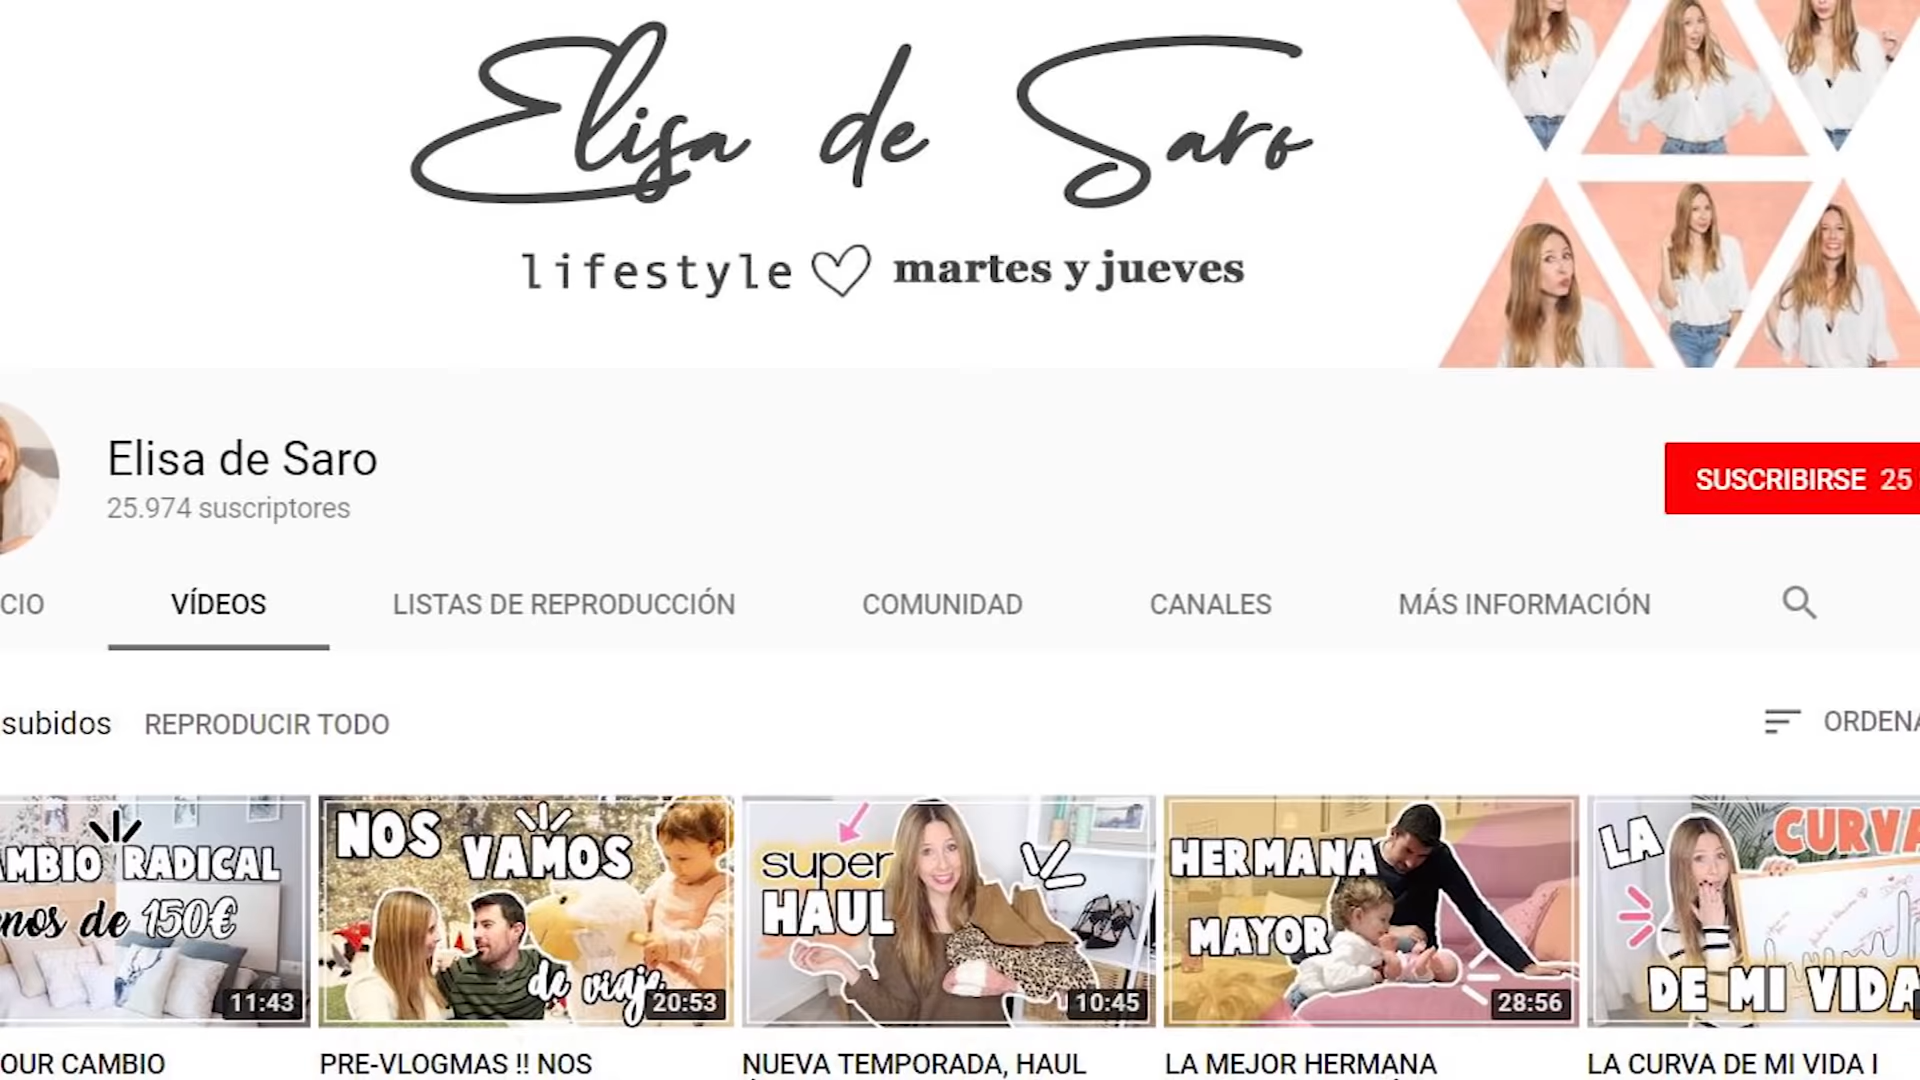 Elisa de Saro
lifestyle martes y jueves
Elisa de Saro
25.974 suscriptores
SUSCRIBIRSE 25
CIO VÍDEOS LISTAS DE REPRODUCCIÓN COMUNIDAD CANALES MÁS INFORMACIÓN
subidos REPRODUCIR TODO
ORDENA
MBIO RADICAL
nos de 150€
11:43
NOS VAMOS
de viaje
20:53
super
HAUL
10:45
HERMANA
MAYOR
28:56
LA CURVA
DE MI VIDA
OUR CAMBIO
PRE-VLOGMAS !! NOS
NUEVA TEMPORADA, HAUL
LA MEJOR HERMANA
LA CURVA DE MI VIDA I